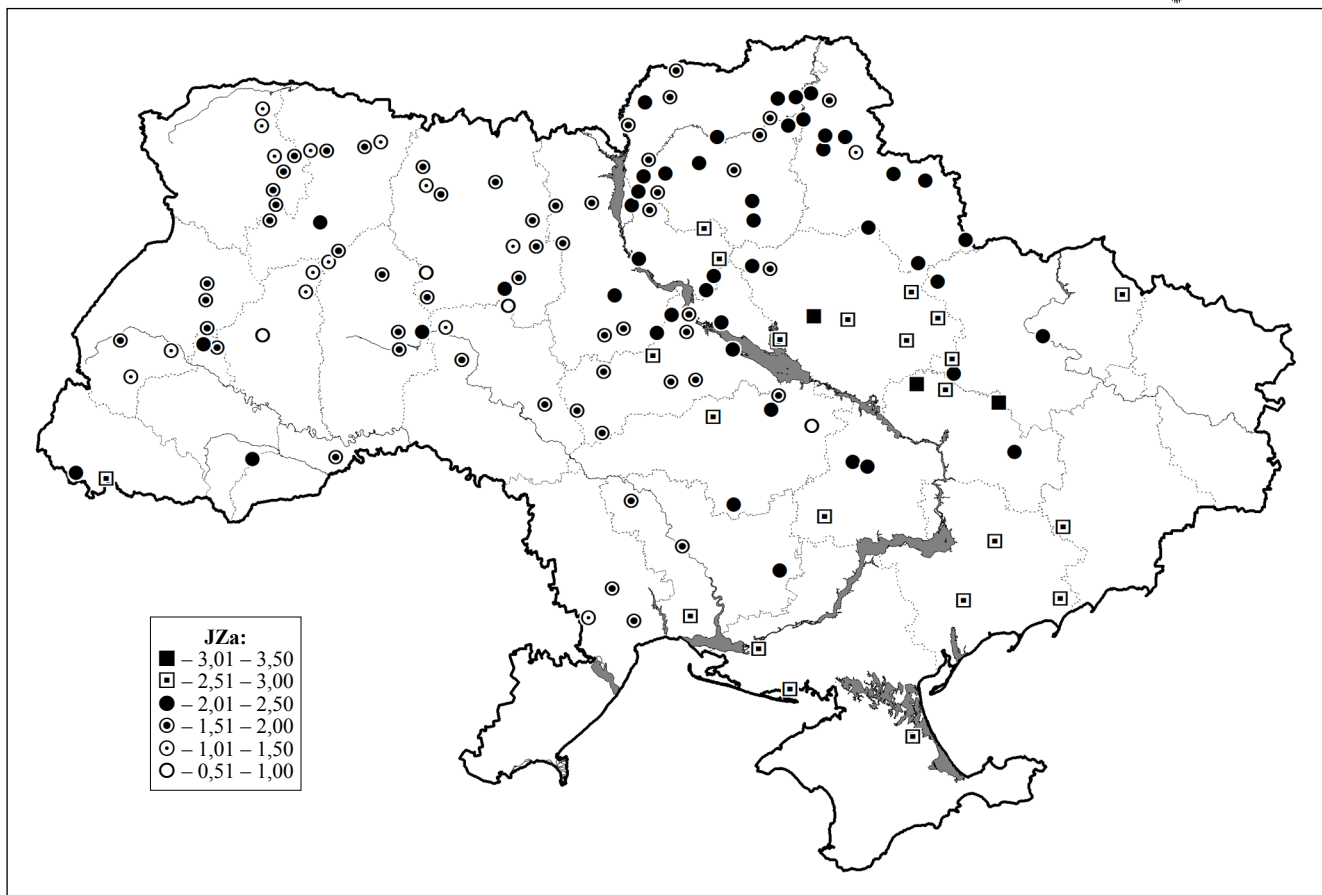 JZa:
– 3,01 – 3,50
– 2,51 – 3,00
– 2,01 – 2,50
– 1,51 – 2,00
– 1,01 – 1,50
– 0,51 – 1,00